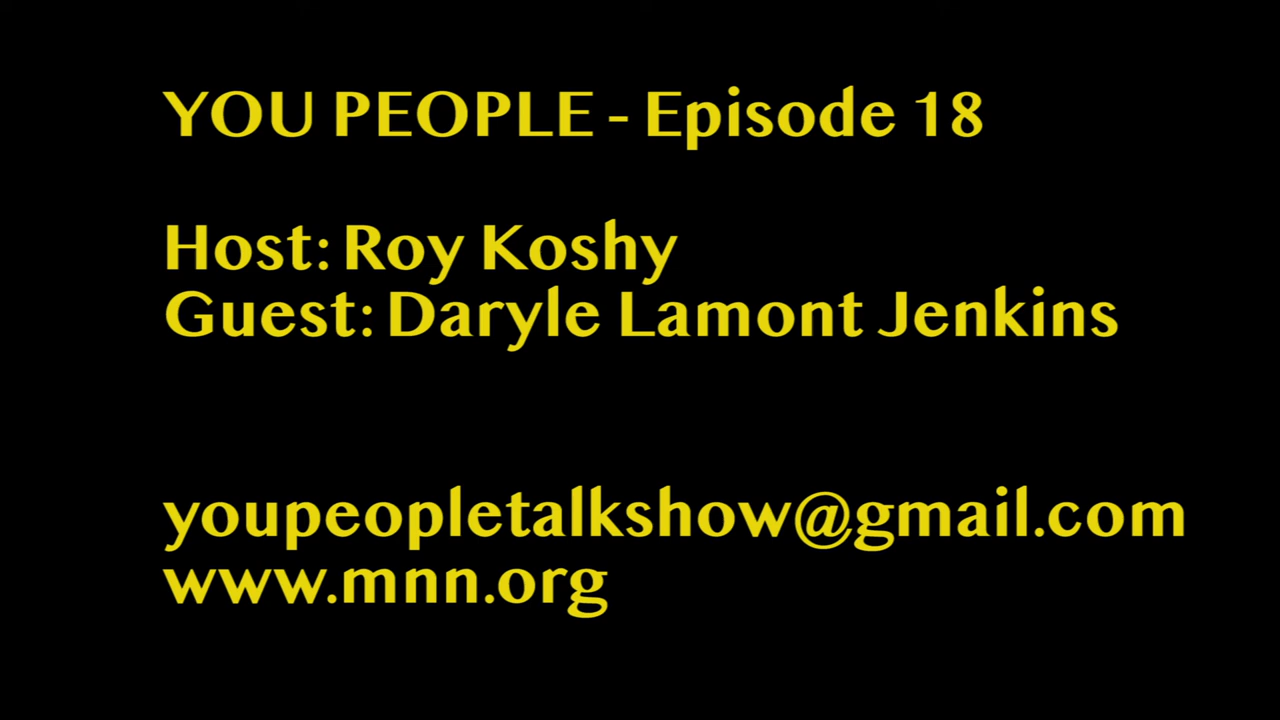 YOU PEOPLE - Episode 18
Host: Roy Koshy
Guest: Daryle Lamont Jenkins
youpeopletalkshow@gmail.com
www.mnn.org